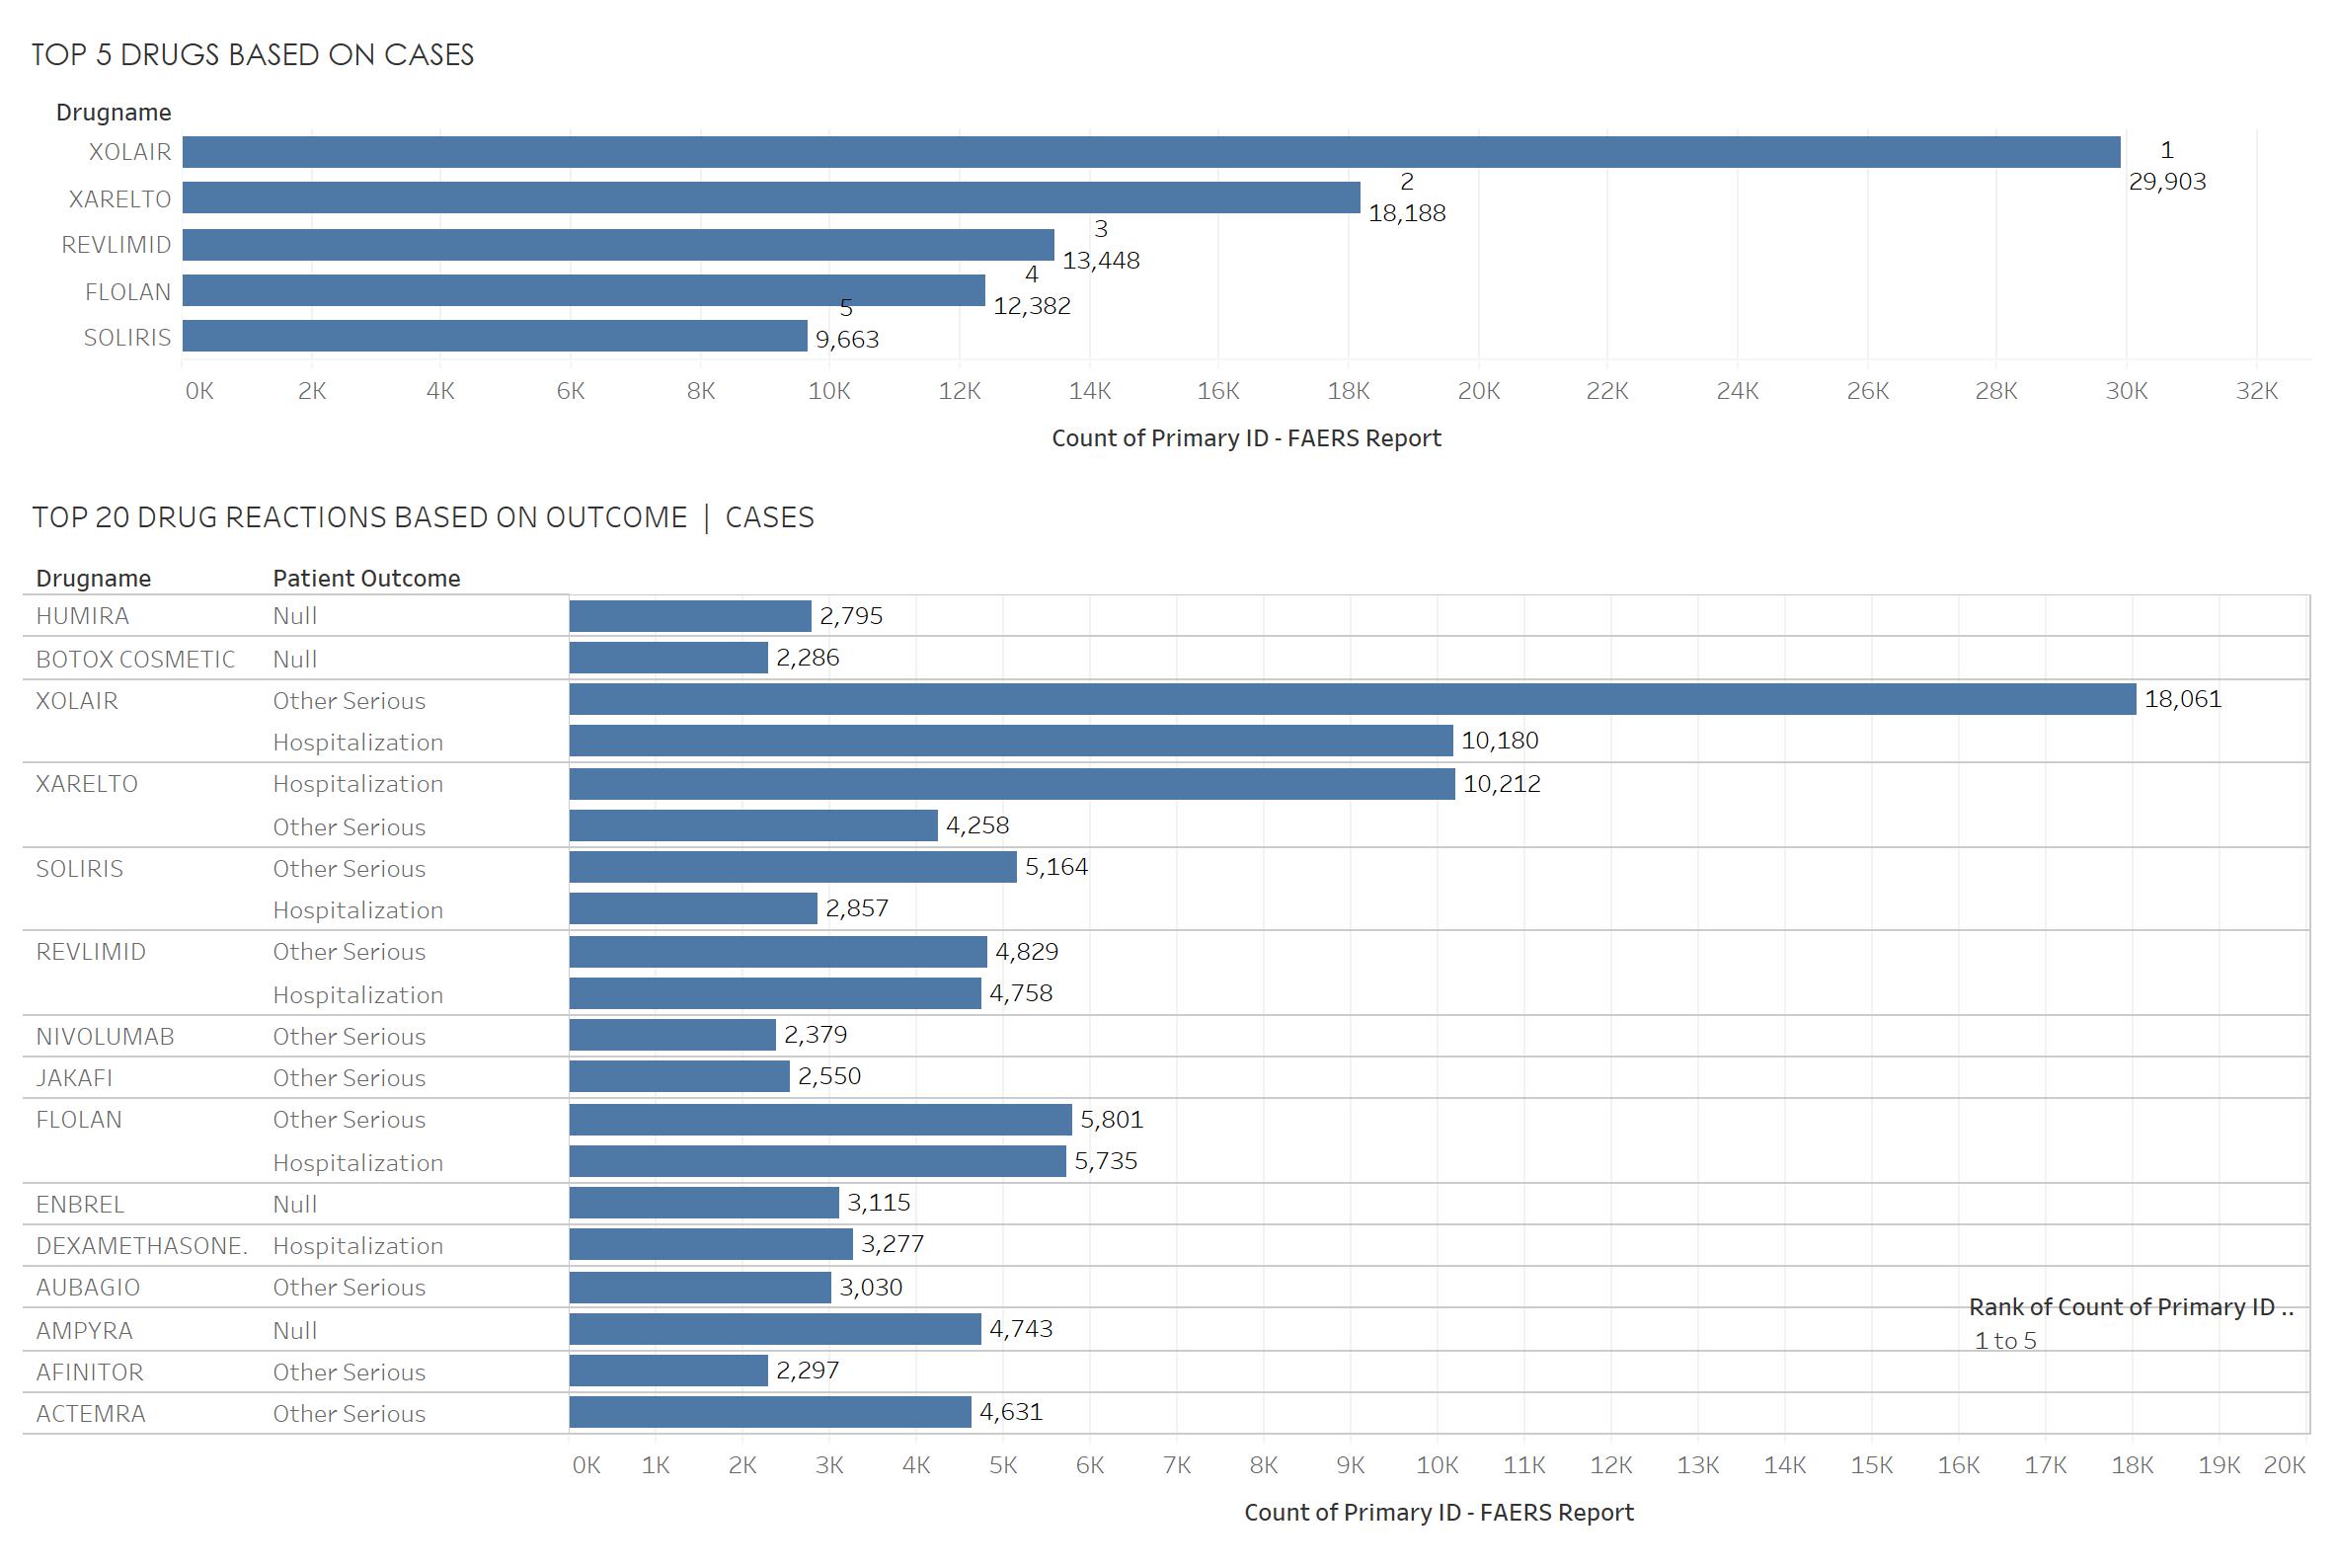 TOP 5 DRUGS BASED ON CASES
Drugname
XOLAIR 1
29,903
XARELTO 2
18,188
REVLIMID 3
13,448
FLOLAN 4
12,382
SOLIRIS 5
9,663
0K 2K 4K 6K 8K 10K 12K 14K 16K 18K 20K 22K 24K 26K 28K 30K 32K
Count of Primary ID - FAERS Report
TOP 20 DRUG REACTIONS BASED ON OUTCOME | CASES
Drugname Patient Outcome
HUMIRA Null 2,795
BOTOX COSMETIC Null 2,286
XOLAIR Other Serious 18,061
Hospitalization 10,180
XARELTO Hospitalization 10,212
Other Serious 4,258
SOLIRIS Other Serious 5,164
Hospitalization 2,857
REVLIMID Other Serious 4,829
Hospitalization 4,758
NIVOLUMAB Other Serious 2,379
JAKAFI Other Serious 2,550
FLOLAN Other Serious 5,801
Hospitalization 5,735
ENBREL Null 3,115
DEXAMETHASONE. Hospitalization 3,277
AUBAGIO Other Serious 3,030
Rank of Count of Primary ID ..
AMPYRA Null 4,743
1 to 5
AFINITOR Other Serious 2,297
ACTEMRA Other Serious 4,631
0K 1K 2K 3K 4K 5K 6K 7K 8K 9K 10K 11K 12K 13K 14K 15K 16K 17K 18K 19K 20K
Count of Primary ID - FAERS Report